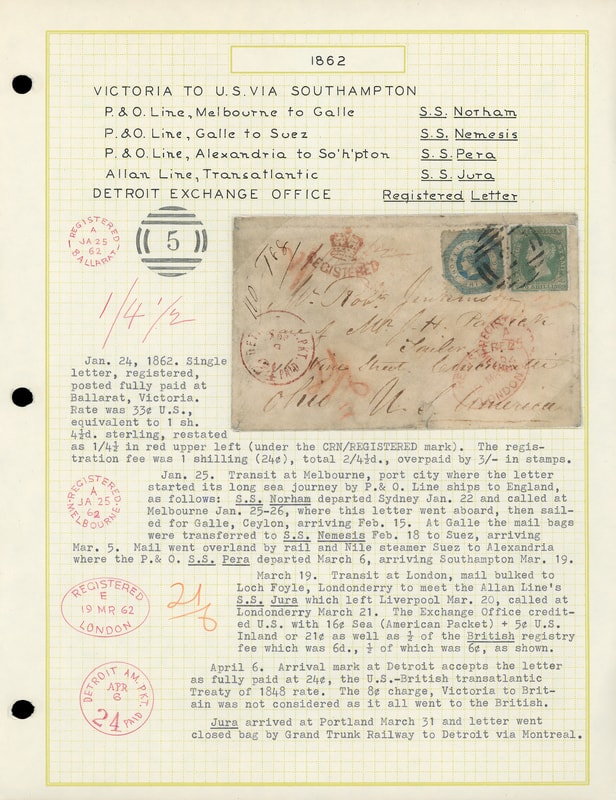 1862
VICTORIA TO U.S. VIA SOUTHAMPTON
P. & O. Line, Melbourne to Galle S.S. Norham
P. & O. Line, Galle to Suez S.S. Nemesis
P. & O. Line, Alexandria to So'h'pton S.S. Pera
Allan Line, Transatlantic S.S. Jura
DETROIT EXCHANGE OFFICE Registered Letter
REGISTERED
A
JA 25
62
BALLARAT
5
REGISTERED
1/4 1/2
America
Jan. 24, 1862. Single
letter, registered,
posted fully paid at
Ballarat, Victoria.
Rate was 33¢ U.S.,
equivalent to 1 sh.
4½d. sterling, restated
as 1/4½ in red upper left (under the CRN/REGISTERED mark). The regis-
tration fee was 1 shilling (24¢), total 2/4½d., overpaid by 3/- in stamps.
Jan. 25. Transit at Melbourne, port city where the letter
started its long sea journey by P.& O. Line ships to England,
as follows: S.S. Norham departed Sydney Jan. 22 and called at
Melbourne Jan. 25-26, where this letter went aboard, then sail-
ed for Galle, Ceylon, arriving Feb. 15. At Galle the mail bags
were transferred to S.S. Nemesis Feb. 18 to Suez, arriving
Mar. 5. Mail went overland by rail and Nile steamer Suez to Alexandria
where the P.& O. S.S. Pera departed March 6, arriving Southampton Mar. 19.
REGISTERED
A
JA 25
62
MELBOURNE
March 19. Transit at London, mail bulked to
Loch Foyle, Londonderry to meet the Allan Line's
S.S. Jura which left Liverpool Mar. 20, called at
Londonderry March 21. The Exchange Office credit-
ed U.S. with 16¢ Sea (American Packet) + 5¢ U.S.
Inland or 21¢ as well as ½ of the British registry
fee which was 6d., ½ of which was 6¢, as shown.
REGISTERED
E
19 MR 62
LONDON
21/6
April 6. Arrival mark at Detroit accepts the letter
as fully paid at 24¢, the U.S.-British transatlantic
Treaty of 1848 rate. The 8¢ charge, Victoria to Brit-
ain was not considered as it all went to the British.
DETROIT AM. PKT.
APR
6
24 PAID
Jura arrived at Portland March 31 and letter went
closed bag by Grand Trunk Railway to Detroit via Montreal.